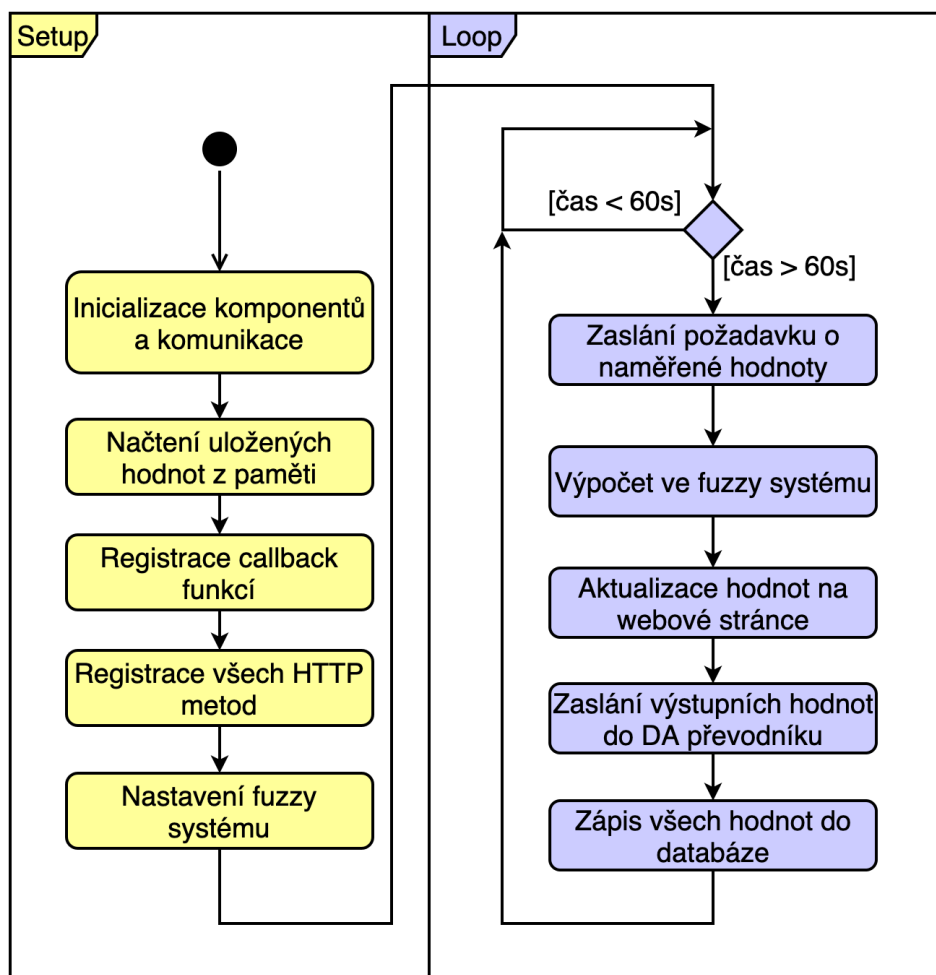 Setup
Inicializace komponentů
a komunikace
Načtení uložených
hodnot z paměti
Registrace callback
funkcí
Registrace všech HTTP
metod
Nastavení fuzzy
systému
Loop
[čas < 60s]
[čas > 60s]
Zaslání požadavku o
naměřené hodnoty
Výpočet ve fuzzy systému
Aktualizace hodnot na
webové stránce
Zaslání výstupních hodnot
do DA převodníku
Zápis všech hodnot do
databáze